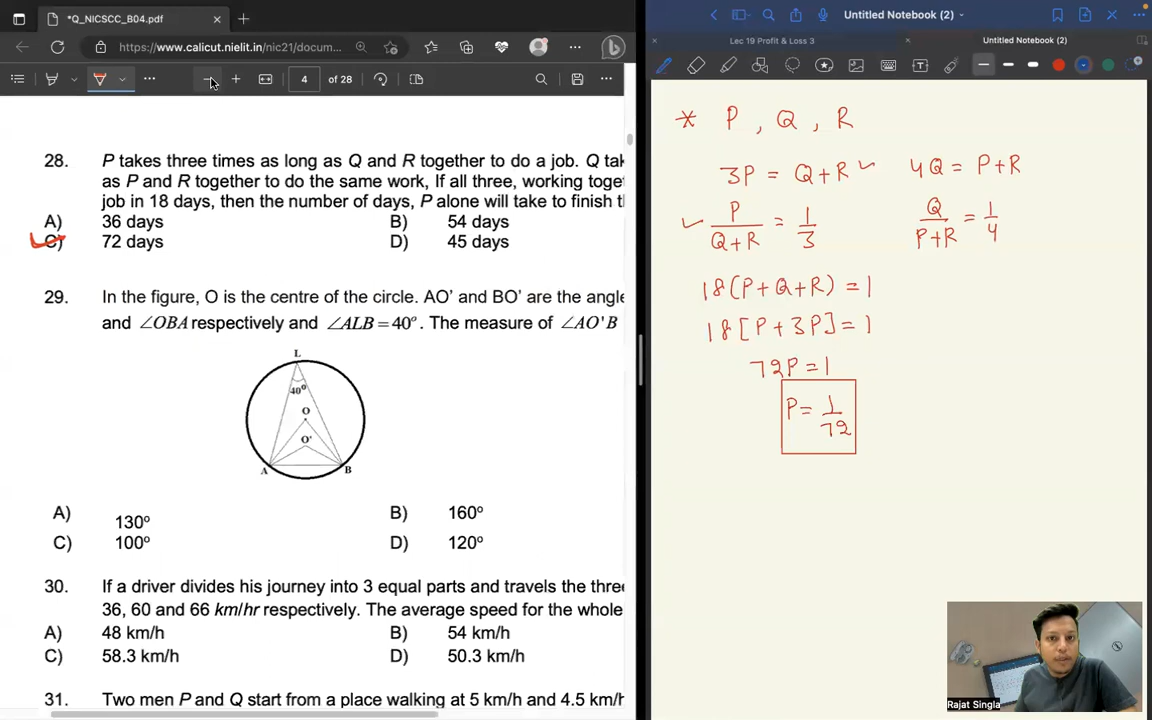 *Q_NICSCC_B04.pdf
https://www.calicut.nielit.in/nic21/docum...
4 of 28
28. P takes three times as long as Q and R together to do a job. Q tak
as P and R together to do the same work, If all three, working toget
job in 18 days, then the number of days, P alone will take to finish t
A) 36 days B) 54 days
C) 72 days D) 45 days
29. In the figure, O is the centre of the circle. AO' and BO' are the angle
and ∠OBA respectively and ∠ALB = 40°. The measure of ∠AO'B
L
40°
O
O'
A B
A) 130° B) 160°
C) 100° D) 120°
30. If a driver divides his journey into 3 equal parts and travels the three
36, 60 and 66 km/hr respectively. The average speed for the whole
A) 48 km/h B) 54 km/h
C) 58.3 km/h D) 50.3 km/h
31. Two men P and Q start from a place walking at 5 km/h and 4.5 km/h
Untitled Notebook (2)
Lec 19 Profit & Loss 3 Untitled Notebook (2)
* P, Q, R
3P = Q+R ✓ 4Q = P+R
✓ P/(Q+R) = 1/3 Q/(P+R) = 1/4
18(P+Q+R) = 1
18[P+3P] = 1
72P = 1
P = 1/72
Rajat Singla